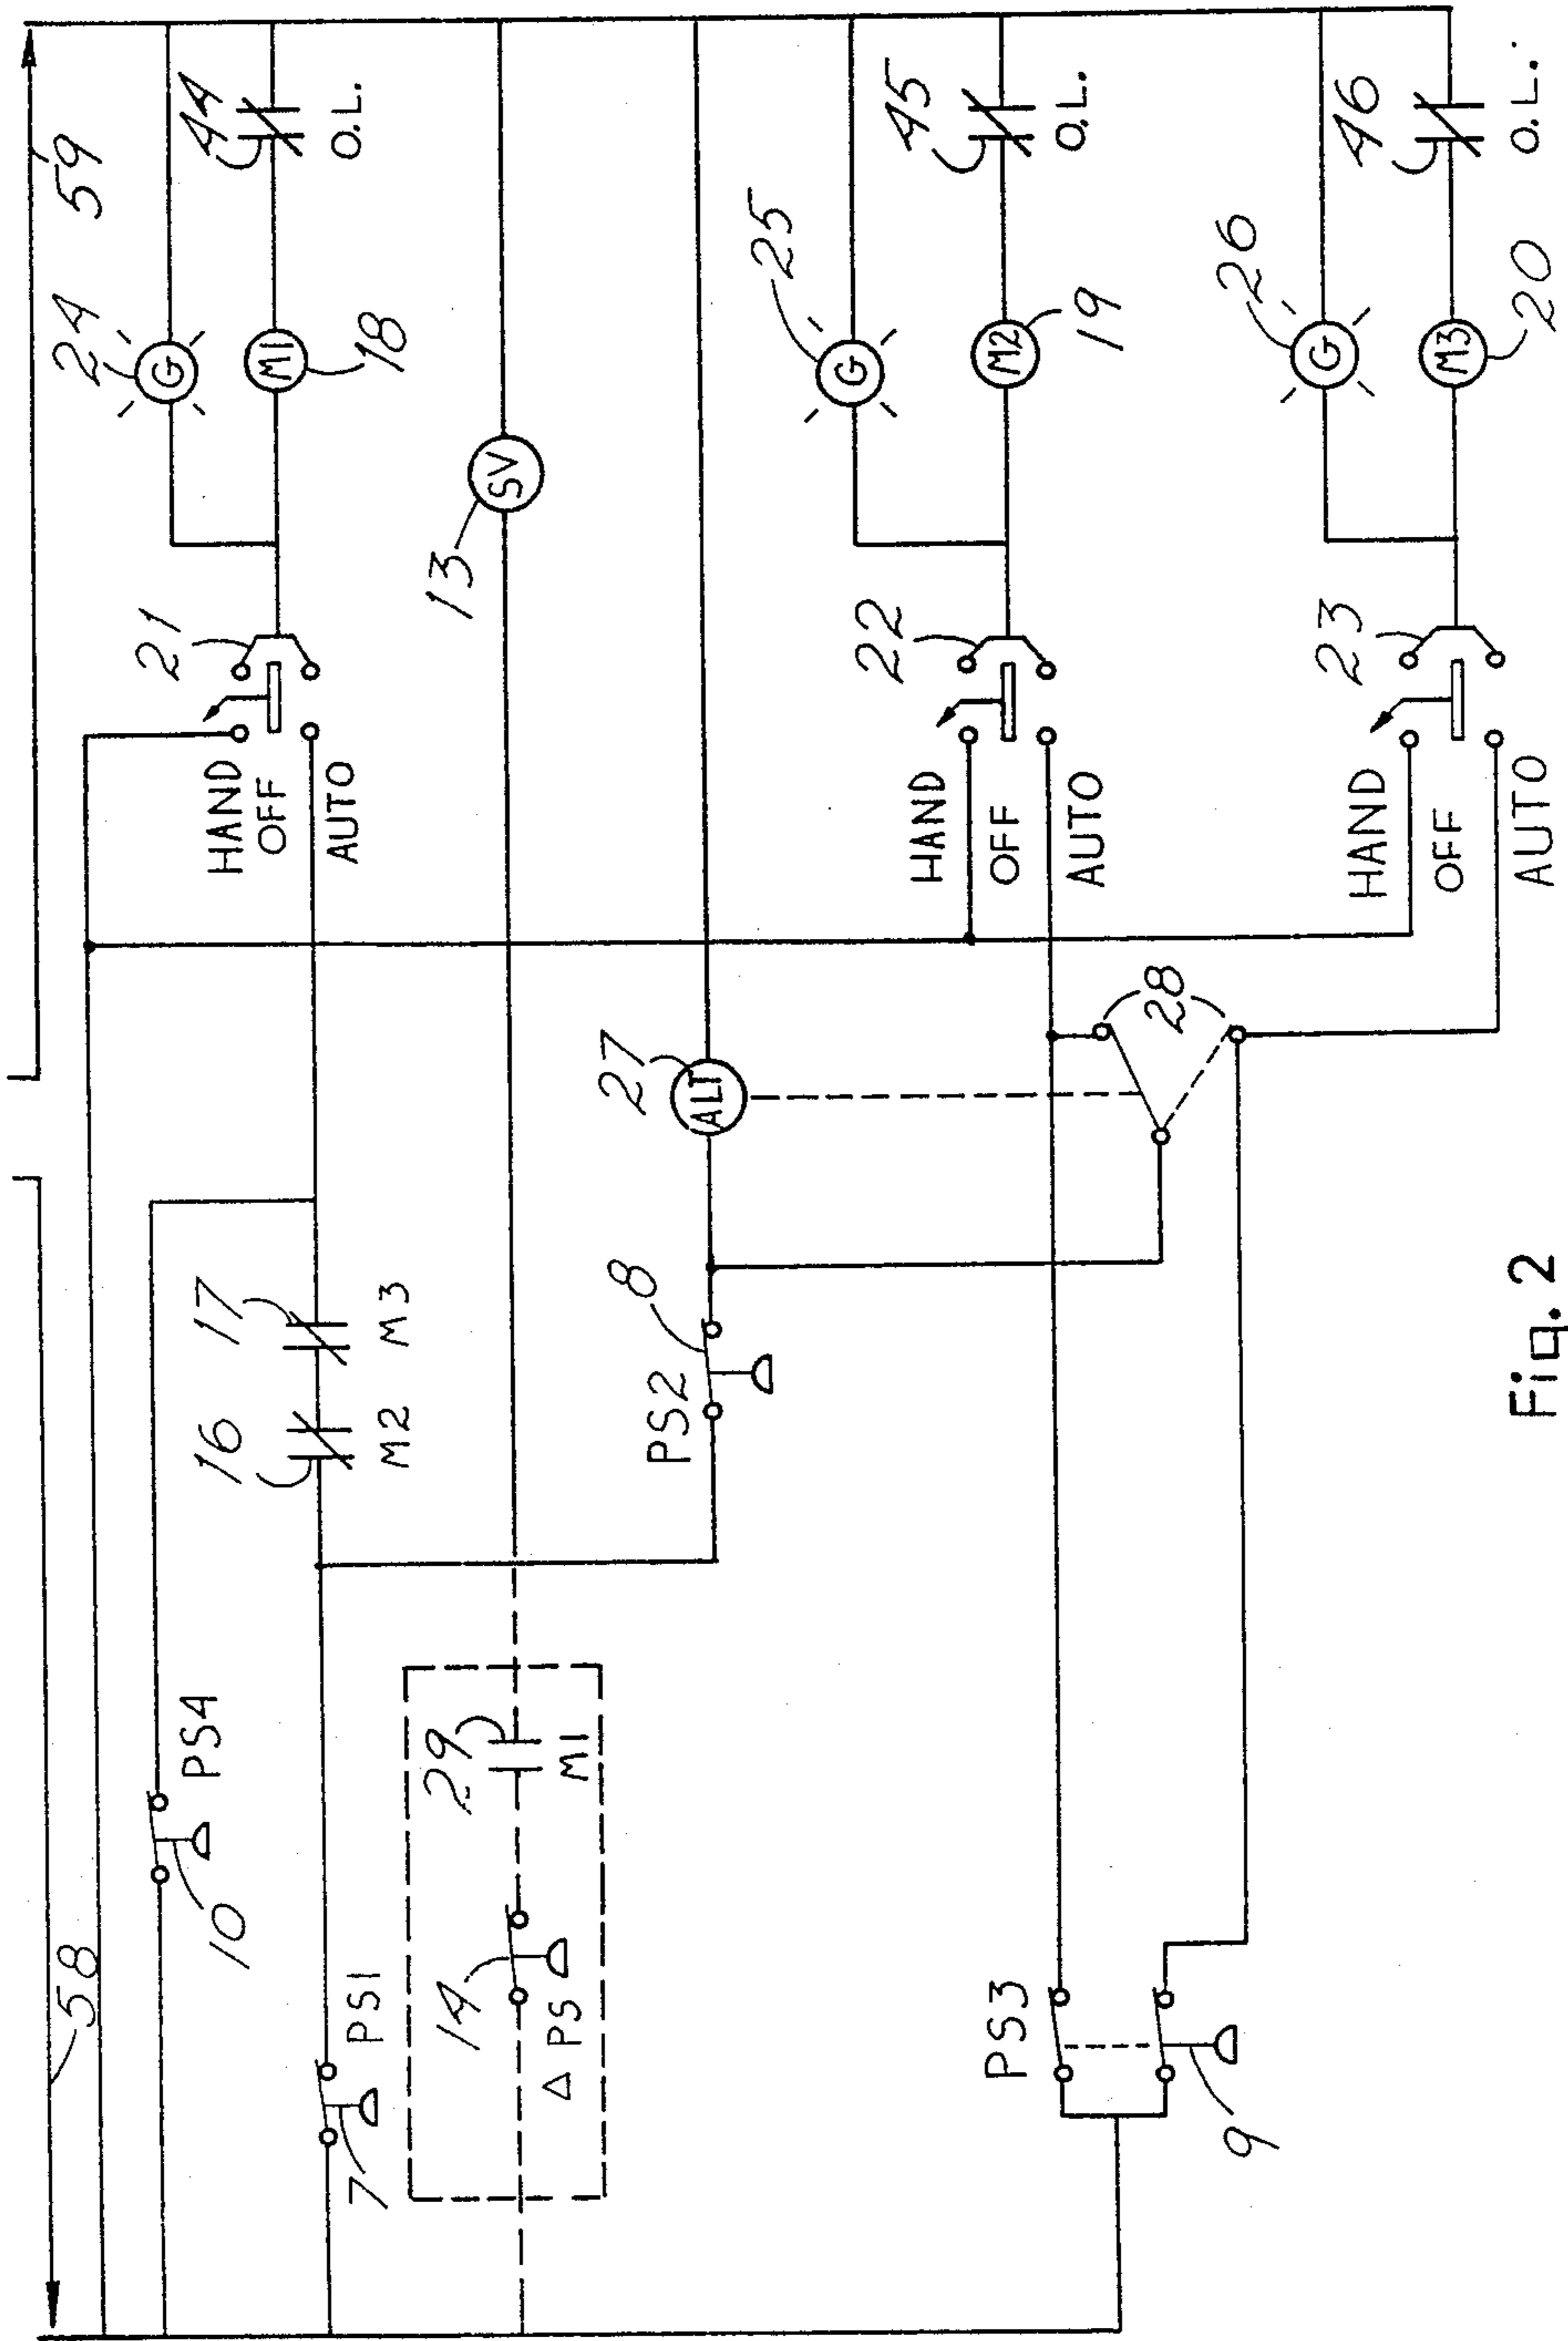 58
59
10
PS4
24
G
44
O.L.
HAND
OFF
AUTO
21
M1
18
7
PS1
16
M2
17
M3
14
Δ PS
29
M1
13
SV
PS2
8
27
ALT
25
G
45
O.L.
HAND
OFF
AUTO
22
M2
19
PS3
9
28
26
G
46
O.L.
HAND
OFF
AUTO
23
M3
20
Fig. 2